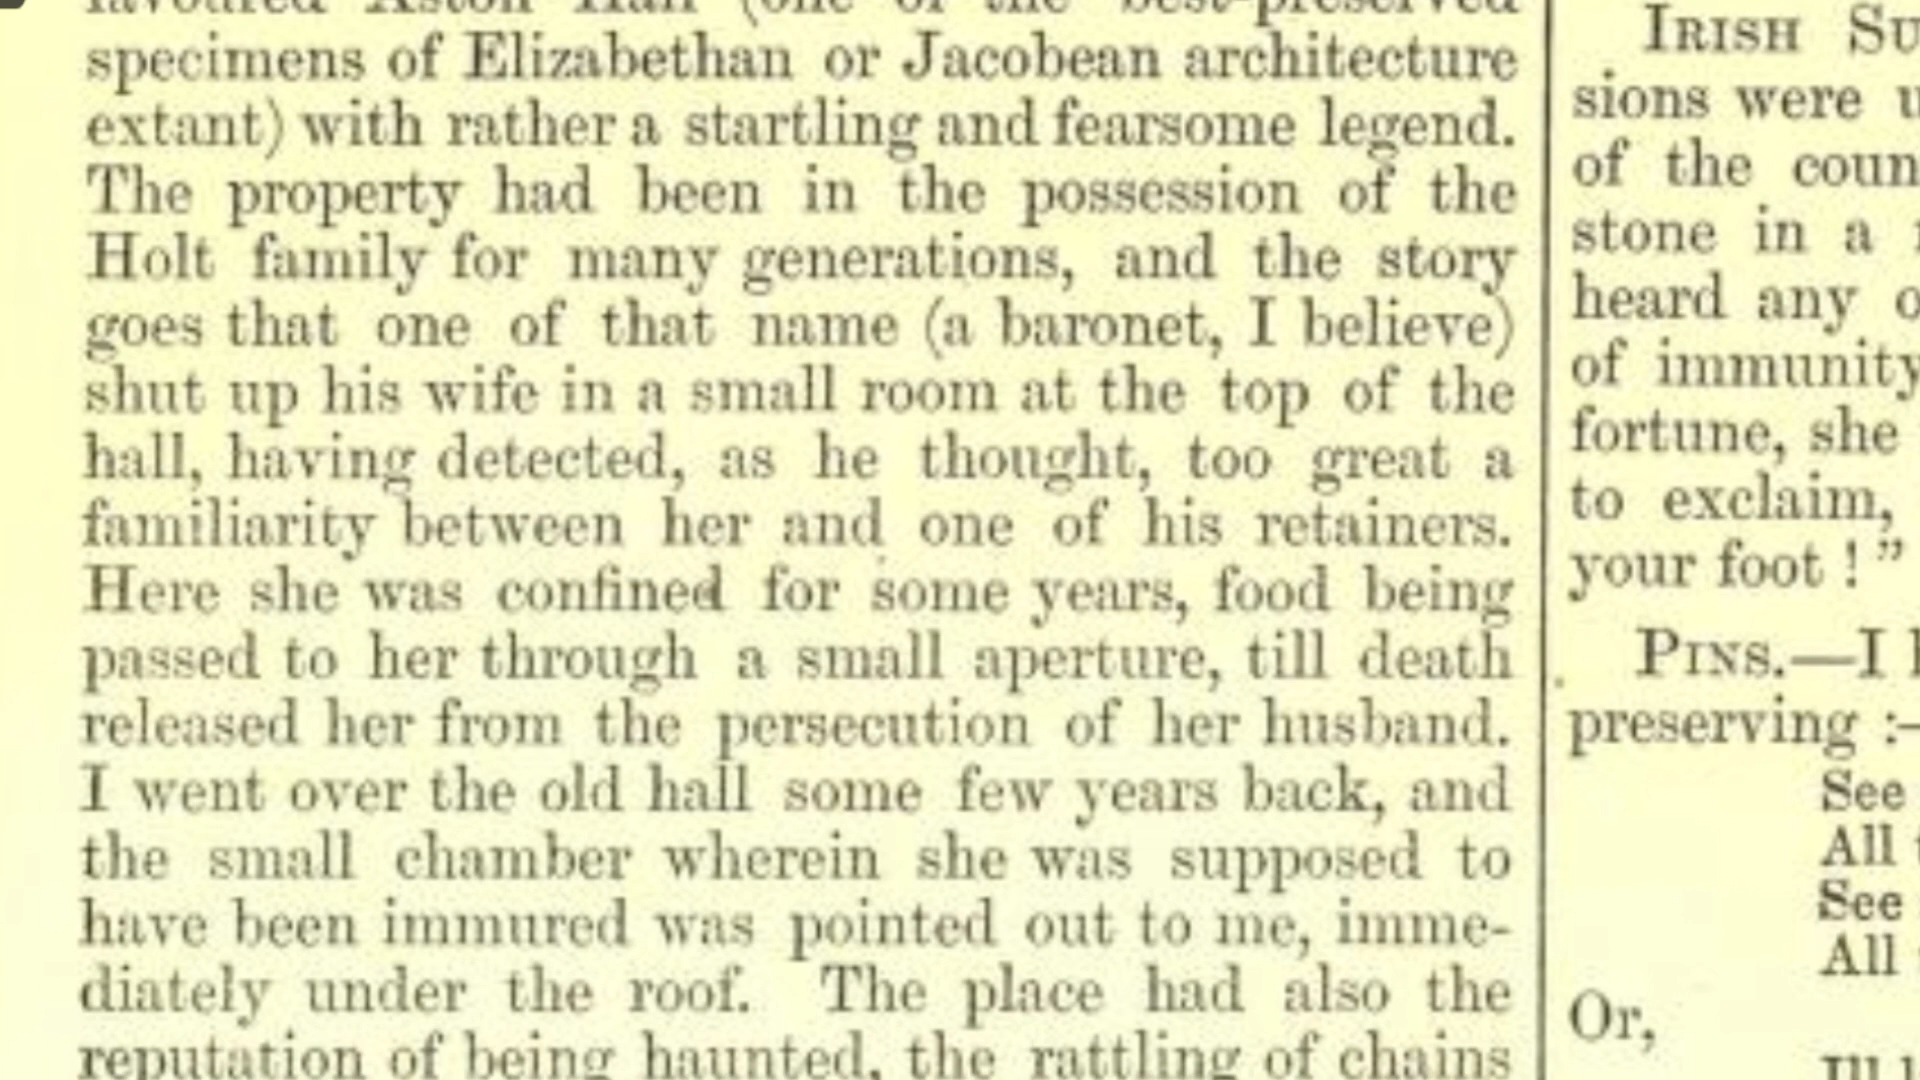 favoured Aston Hall (one of the best-preserved
specimens of Elizabethan or Jacobean architecture
extant) with rather a startling and fearsome legend.
The property had been in the possession of the
Holt family for many generations, and the story
goes that one of that name (a baronet, I believe)
shut up his wife in a small room at the top of the
hall, having detected, as he thought, too great a
familiarity between her and one of his retainers.
Here she was confined for some years, food being
passed to her through a small aperture, till death
released her from the persecution of her husband.
I went over the old hall some few years back, and
the small chamber wherein she was supposed to
have been immured was pointed out to me, imme-
diately under the roof. The place had also the
reputation of being haunted, the rattling of chains
IRISH
sions were
of the
stone in a
heard any
of immunity
fortune, she
to exclaim,
your foot ! ”
PINS.—I
preserving :—
See
All
See
All
Or,